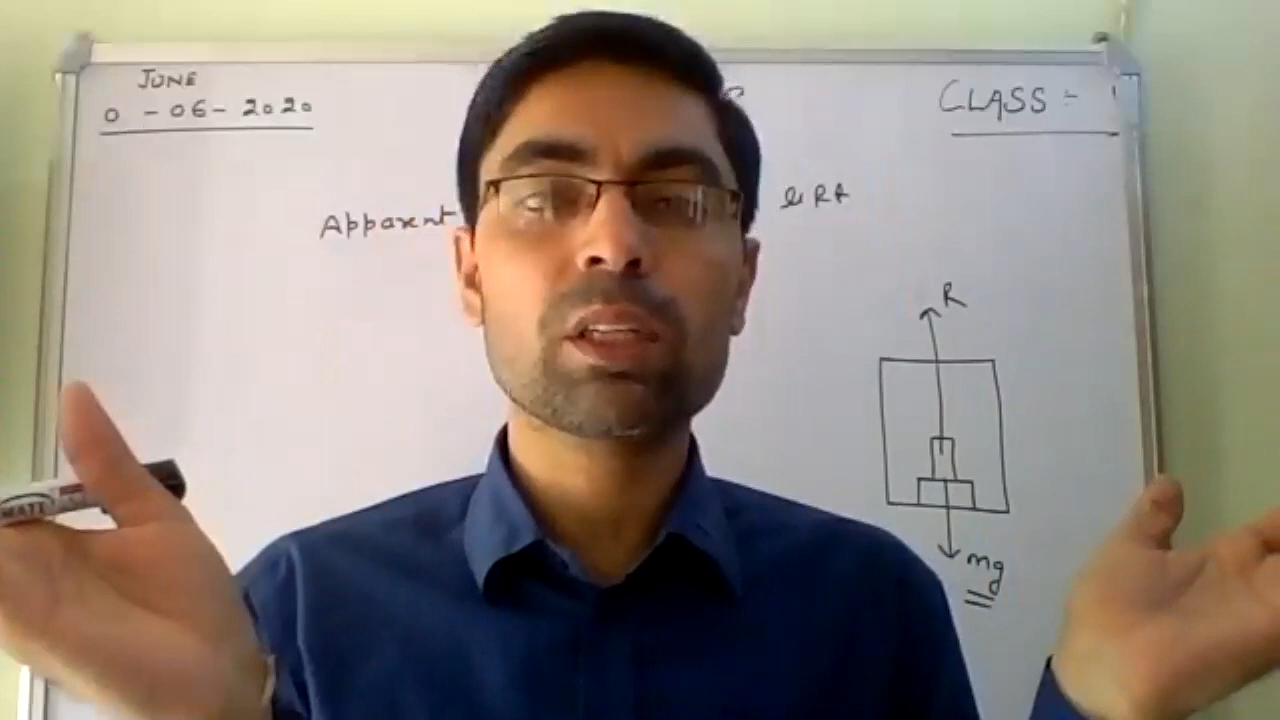 JUNE
0 - 06 - 2020
CLASS :-
Apparent
R
mg